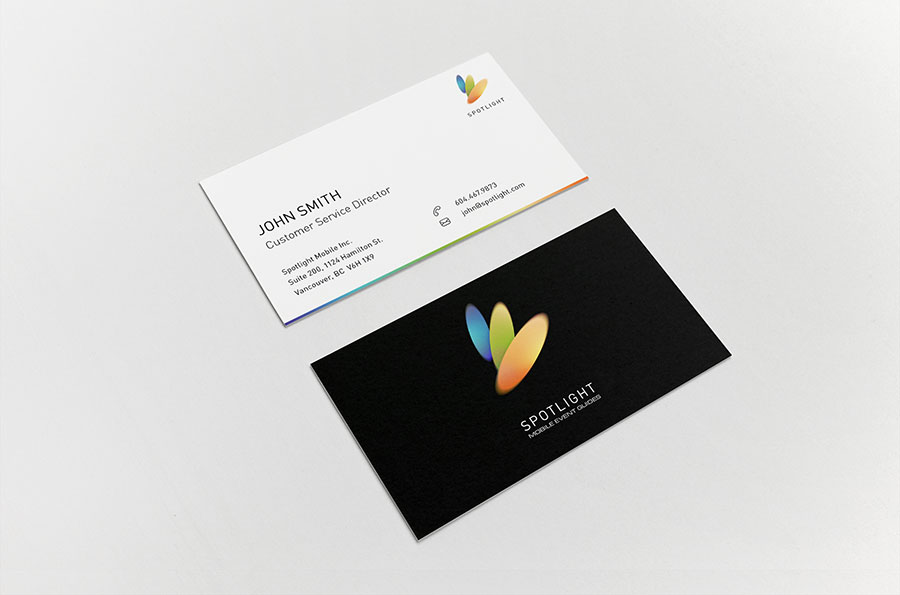 SPOTLIGHT
JOHN SMITH
Customer Service Director
Spotlight Mobile Inc.
Suite 200, 1124 Hamilton St.
Vancouver, BC V6H 1X9
604.467.9873
john@spotlight.com
SPOTLIGHT
MOBILE EVENT GUIDES